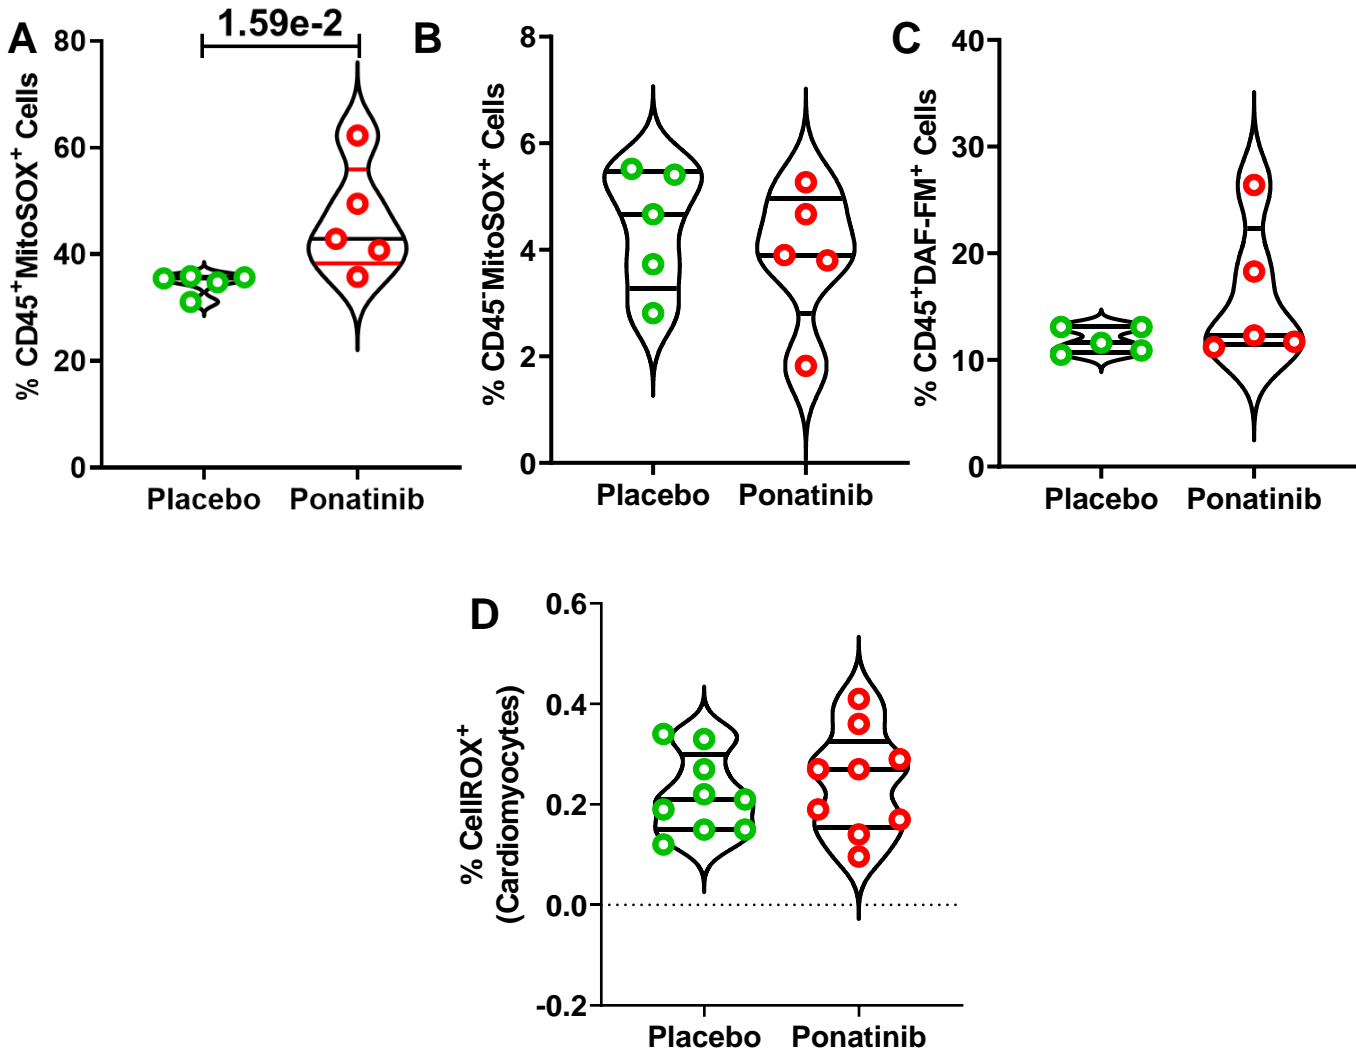 A
% CD45⁺MitoSOX⁺ Cells
80
60
40
20
0
1.59e-2
Placebo
Ponatinib
B
% CD45⁻MitoSOX⁺ Cells
8
6
4
2
0
Placebo
Ponatinib
C
% CD45⁺DAF-FM⁺ Cells
40
30
20
10
0
Placebo
Ponatinib
D
% CellROX⁺
(Cardiomyocytes)
0.6
0.4
0.2
0.0
-0.2
Placebo
Ponatinib